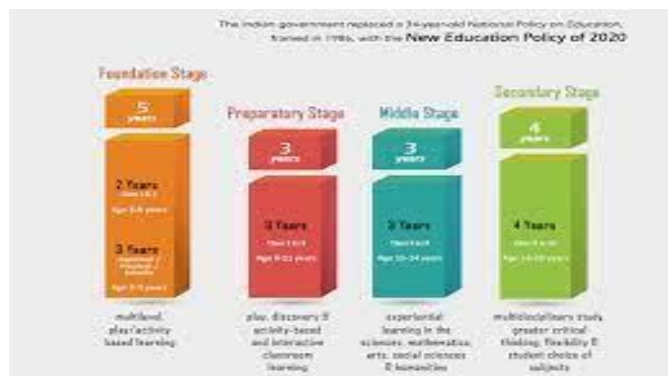 The Indian government replaced a 34-year-old National Policy on Education,
framed in 1986, with the New Education Policy of 2020
Foundation Stage
5
years
2 Years
Age 6-8 years
3 Years
Preparatory Stage
3
years
3 Years
Age 8-11 years
Middle Stage
3
years
3 Years
Age 11-14 years
Secondary Stage
4
years
4 Years
Age 14-18 years
multilevel,
play/activity
based learning
play, discovery &
activity-based
and interactive
classroom
learning
experiential
learning in the
sciences, mathematics,
arts, social sciences
& humanities
multidisciplinary study,
greater critical
thinking, flexibility &
student choice of
subjects